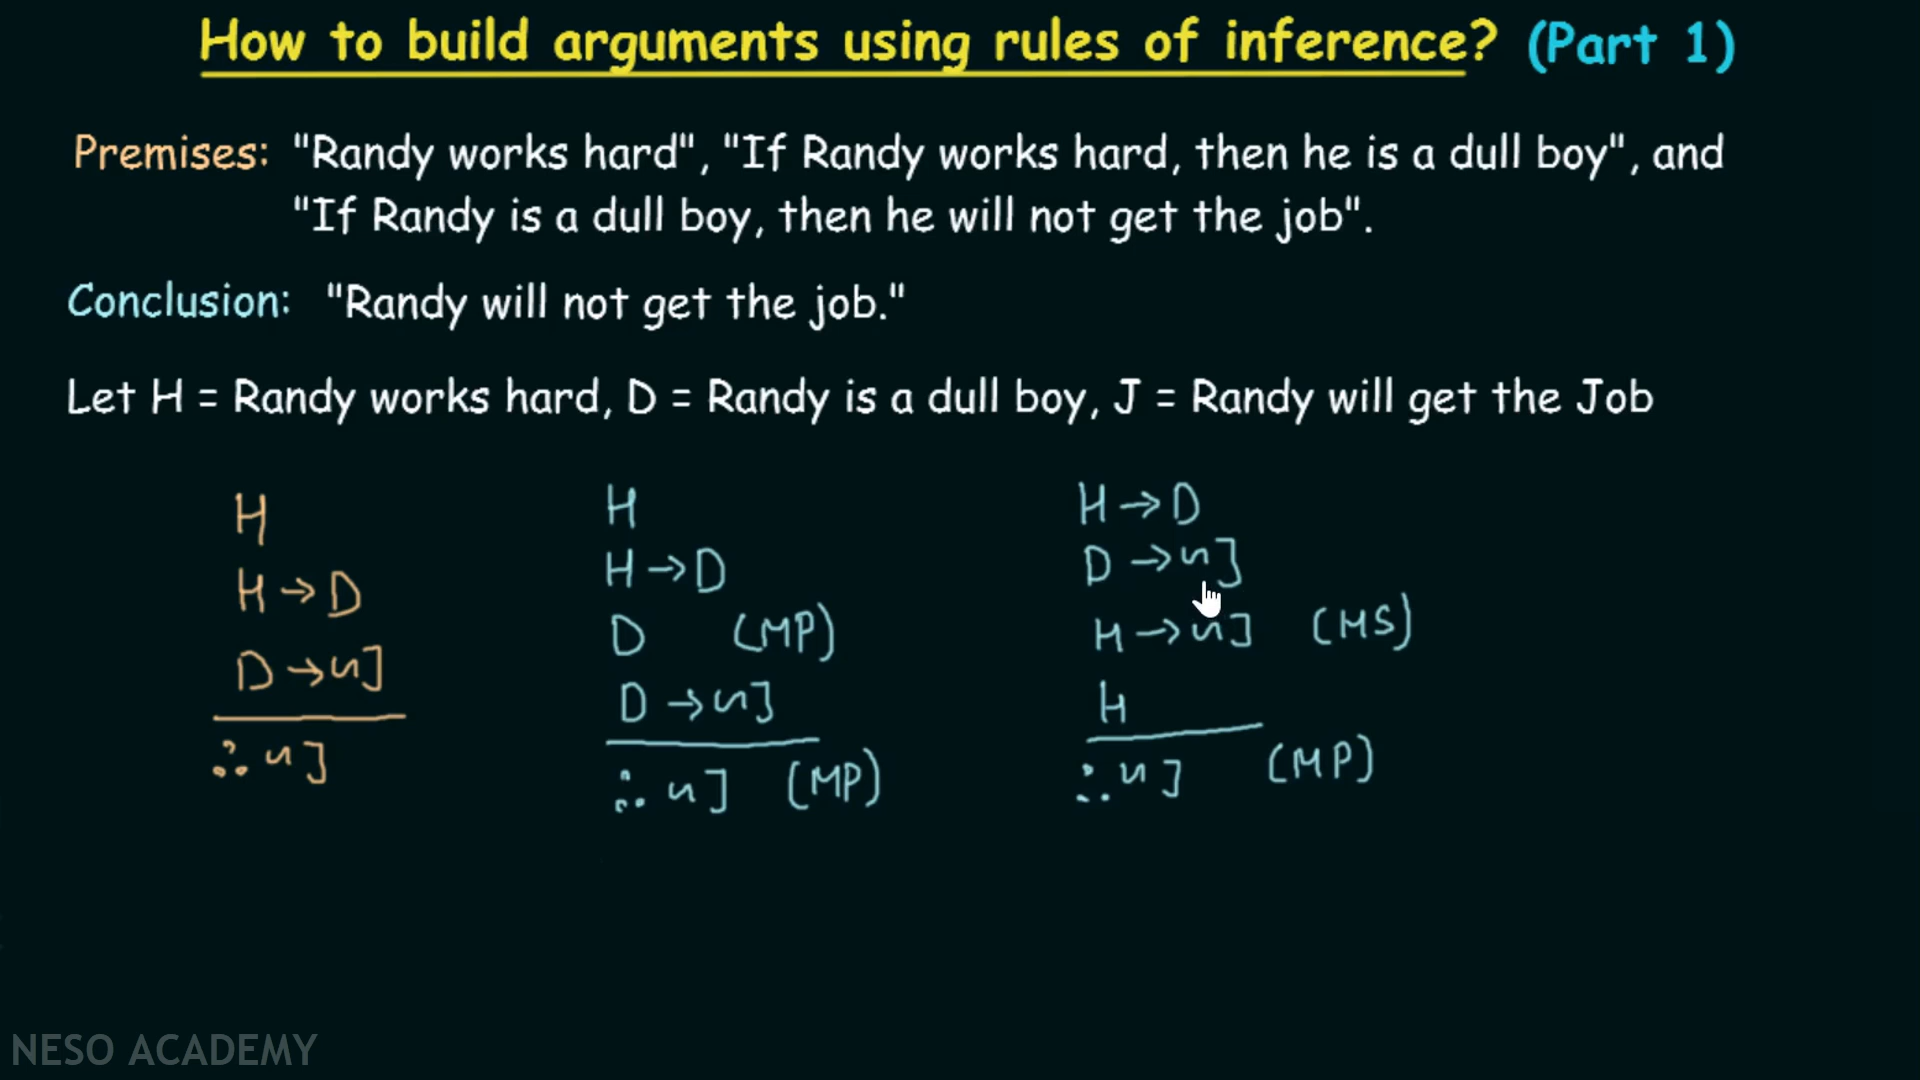 How to build arguments using rules of inference? (Part 1)
Premises: "Randy works hard", "If Randy works hard, then he is a dull boy", and
"If Randy is a dull boy, then he will not get the job".
Conclusion: "Randy will not get the job."
Let H = Randy works hard, D = Randy is a dull boy, J = Randy will get the Job
H
H → D
D → ~J
∴ ~J
H
H → D
D (MP)
D → ~J
∴ ~J (MP)
H → D
D → ~J
H → ~J (HS)
H
∴ ~J (MP)
NESO ACADEMY